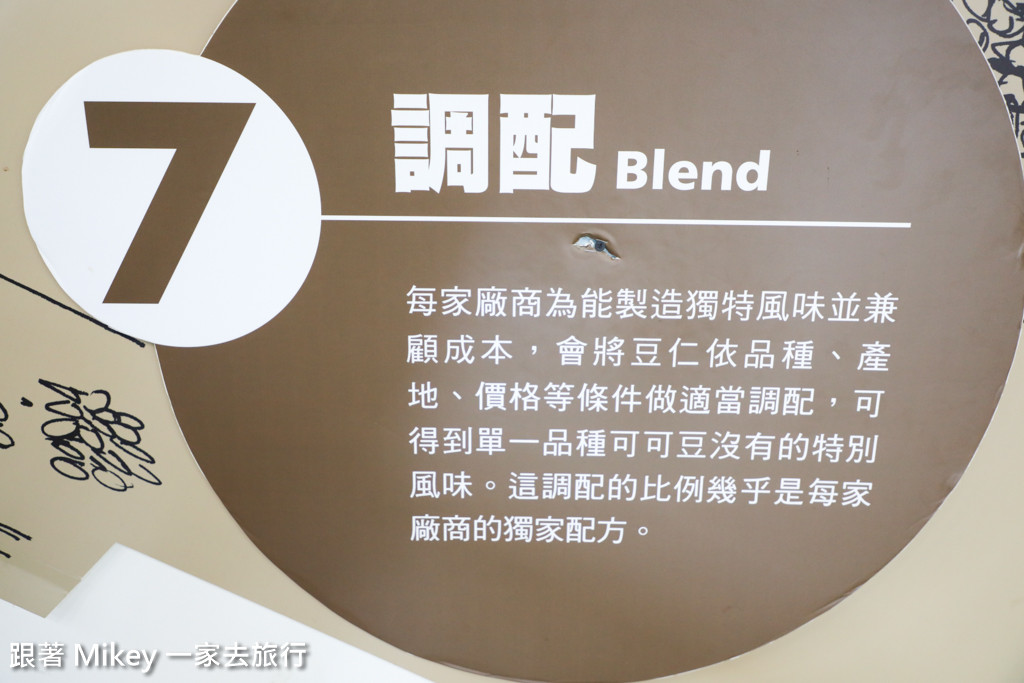 7
調配 Blend
每家廠商為能製造獨特風味並兼
顧成本，會將豆仁依品種、產
地、價格等條件做適當調配，可
得到單一品種可可豆沒有的特別
風味。這調配的比例幾乎是每家
廠商的獨家配方。
跟著 Mikey 一家去旅行